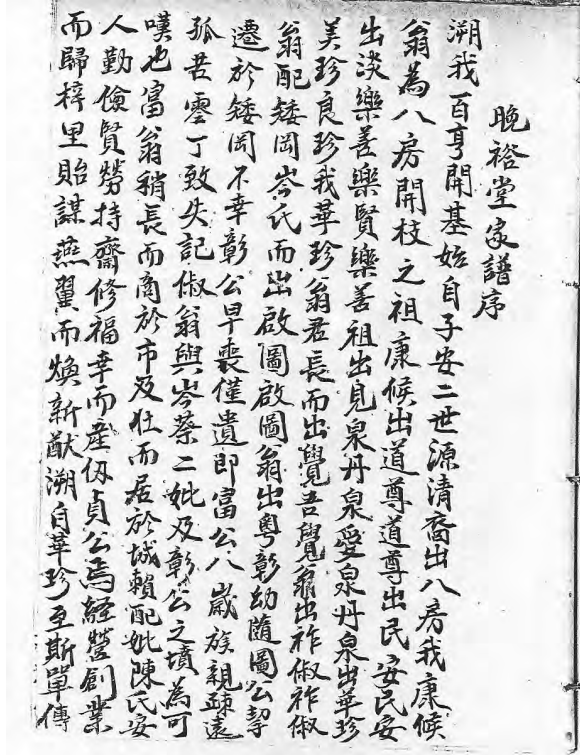 晚裕堂家譜序
溯我百亨開基始自子安二世源清裔出八房我康候
翁為八房開枝之祖康候出道尊道尊出民安民安
出淡樂善樂賢樂善祖出見泉丹泉愛泉丹泉出華珍
美珍良珍我華珍翁君長而出覺吾覺翁出祚俶祚俶
翁配矮岡岑氏而出啟圖啟圖翁出粵彰幼隨圖公挈
遷於矮岡不幸彰公早喪僅遺即富公八歲族親疎遠
孤苦零丁致失記俶翁與岑蔡二妣及彰公之墳為可
嘆也富翁稍長而商於市及壯而居於城賴配妣陳氏安
人勤儉賢勞持齋修福幸而產仭貞公焉經營創業
而歸梓里貽謀燕翼而煥新猷溯自華珍至斯單傳